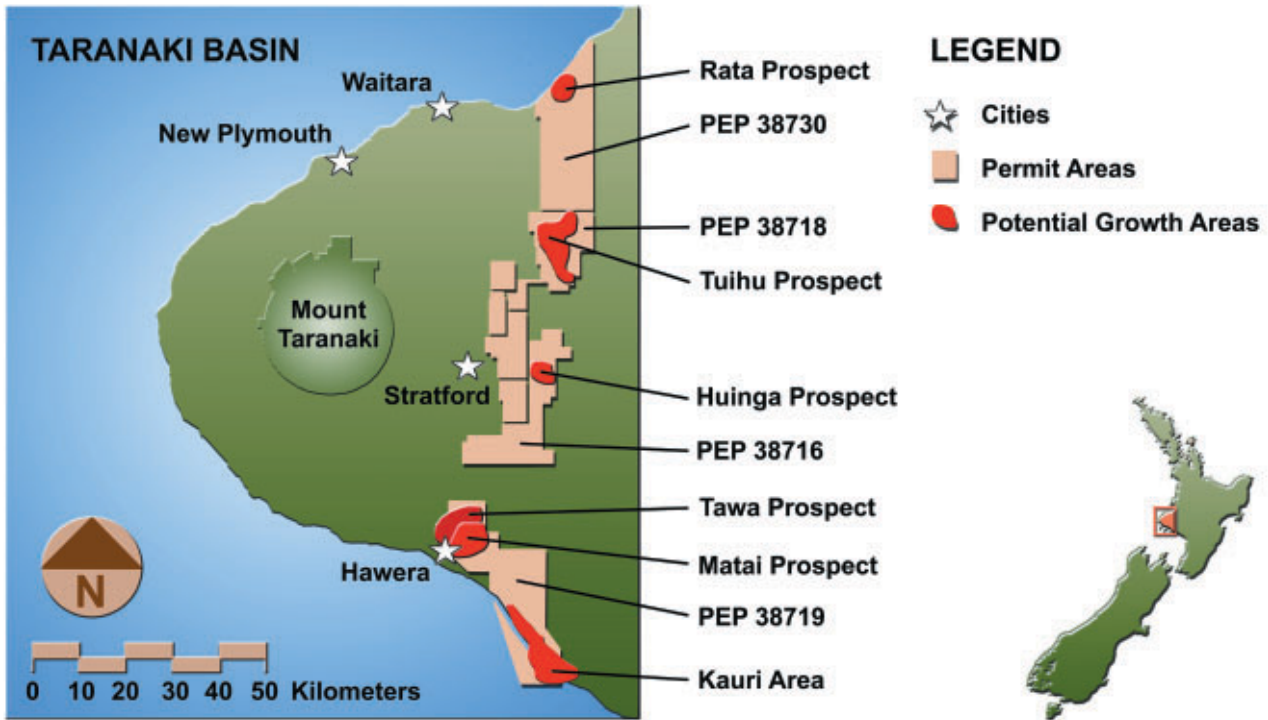 TARANAKI BASIN
Waitara
New Plymouth
Mount
Taranaki
Stratford
Hawera
N
0 10 20 30 40 50 Kilometers
Rata Prospect
PEP 38730
PEP 38718
Tuihu Prospect
Huinga Prospect
PEP 38716
Tawa Prospect
Matai Prospect
PEP 38719
Kauri Area
LEGEND
Cities
Permit Areas
Potential Growth Areas